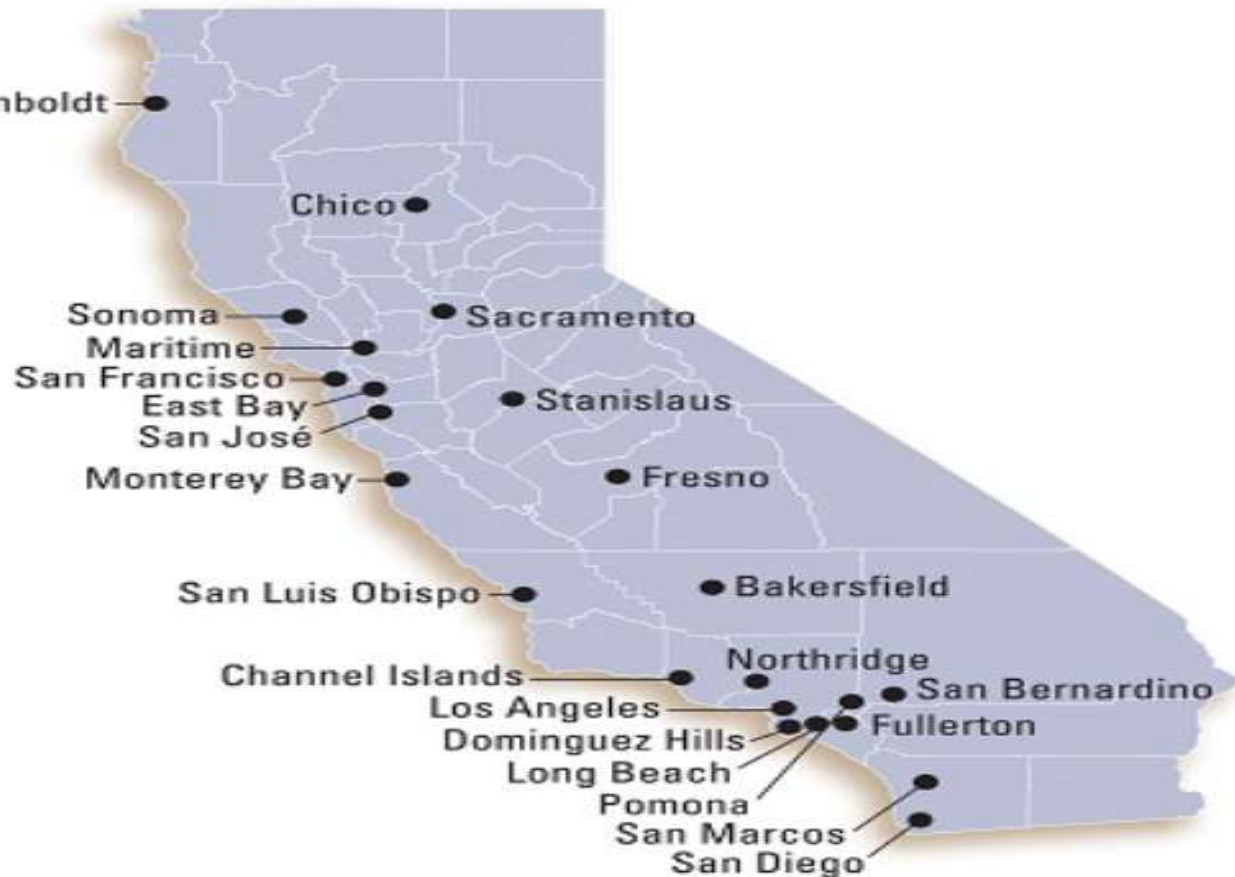 mboldt
Chico
Sonoma
Sacramento
Maritime
San Francisco
East Bay
Stanislaus
San José
Monterey Bay
Fresno
San Luis Obispo
Bakersfield
Northridge
Channel Islands
San Bernardino
Los Angeles
Fullerton
Dominguez Hills
Long Beach
Pomona
San Marcos
San Diego